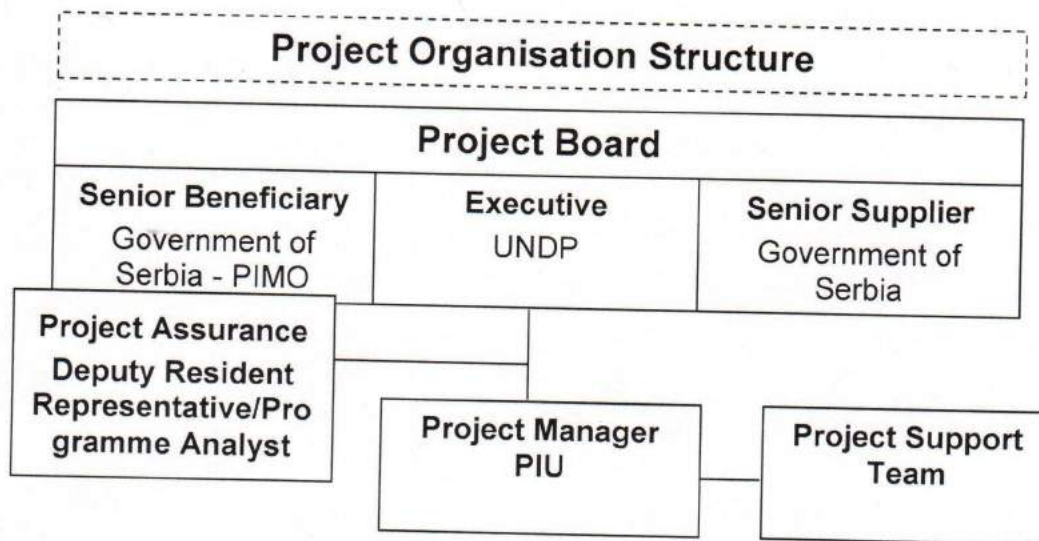 Project Organisation Structure
Project Board
Senior Beneficiary
Government of
Serbia - PIMO
Executive
UNDP
Senior Supplier
Government of
Serbia
Project Assurance
Deputy Resident
Representative/Pro
gramme Analyst
Project Manager
PIU
Project Support
Team